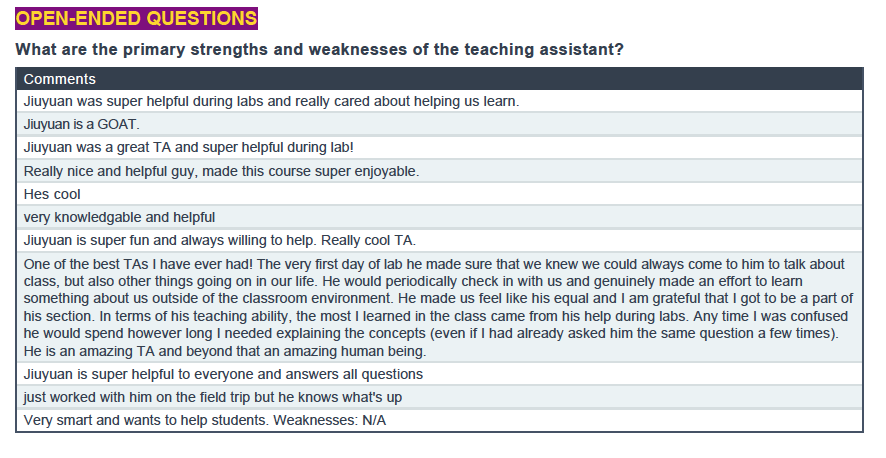 OPEN-ENDED QUESTIONS
What are the primary strengths and weaknesses of the teaching assistant?
Comments
Jiuyuan was super helpful during labs and really cared about helping us learn.
Jiuyuan is a GOAT.
Jiuyuan was a great TA and super helpful during lab!
Really nice and helpful guy, made this course super enjoyable.
Hes cool
very knowledgable and helpful
Jiuyuan is super fun and always willing to help. Really cool TA.
One of the best TAs I have ever had! The very first day of lab he made sure that we knew we could always come to him to talk about
class, but also other things going on in our life. He would periodically check in with us and genuinely made an effort to learn
something about us outside of the classroom environment. He made us feel like his equal and I am grateful that I got to be a part of
his section. In terms of his teaching ability, the most I learned in the class came from his help during labs. Any time I was confused
he would spend however long I needed explaining the concepts (even if I had already asked him the same question a few times).
He is an amazing TA and beyond that an amazing human being.
Jiuyuan is super helpful to everyone and answers all questions
just worked with him on the field trip but he knows what's up
Very smart and wants to help students. Weaknesses: N/A